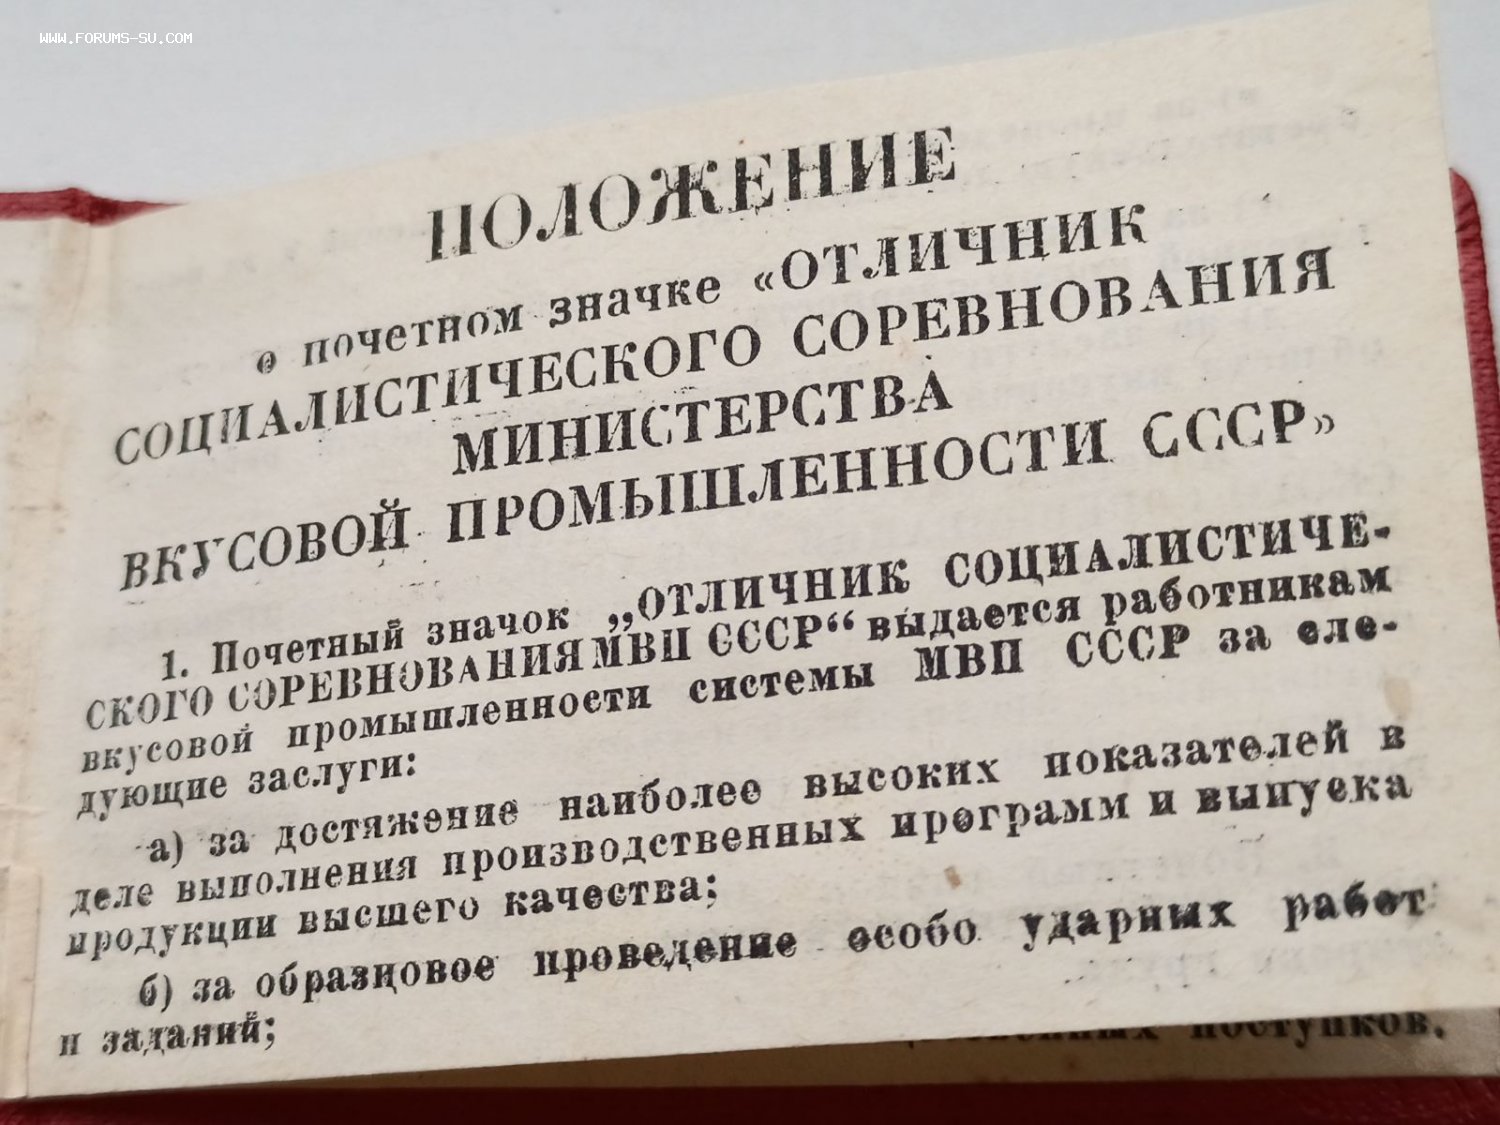 WWW.FORUMS-SU.COM
ПОЛОЖЕНИЕ
о почетном значке «ОТЛИЧНИК
СОЦИАЛИСТИЧЕСКОГО СОРЕВНОВАНИЯ
МИНИСТЕРСТВА
ВКУСОВОЙ ПРОМЫШЛЕННОСТИ СССР»
1. Почетный значок „ОТЛИЧНИК СОЦИАЛИСТИЧЕ-
СКОГО СОРЕВНОВАНИЯ МВП СССР“ выдается работникам
вкусовой промышленности системы МВП СССР за сле-
дующие заслуги:
а) за достяжение наиболее высоких показателей в
деле выполнения производственных программ и выпуска
продукции высшего качества;
б) за образцовое проведение особо ударных работ
и заданий;
поступков.